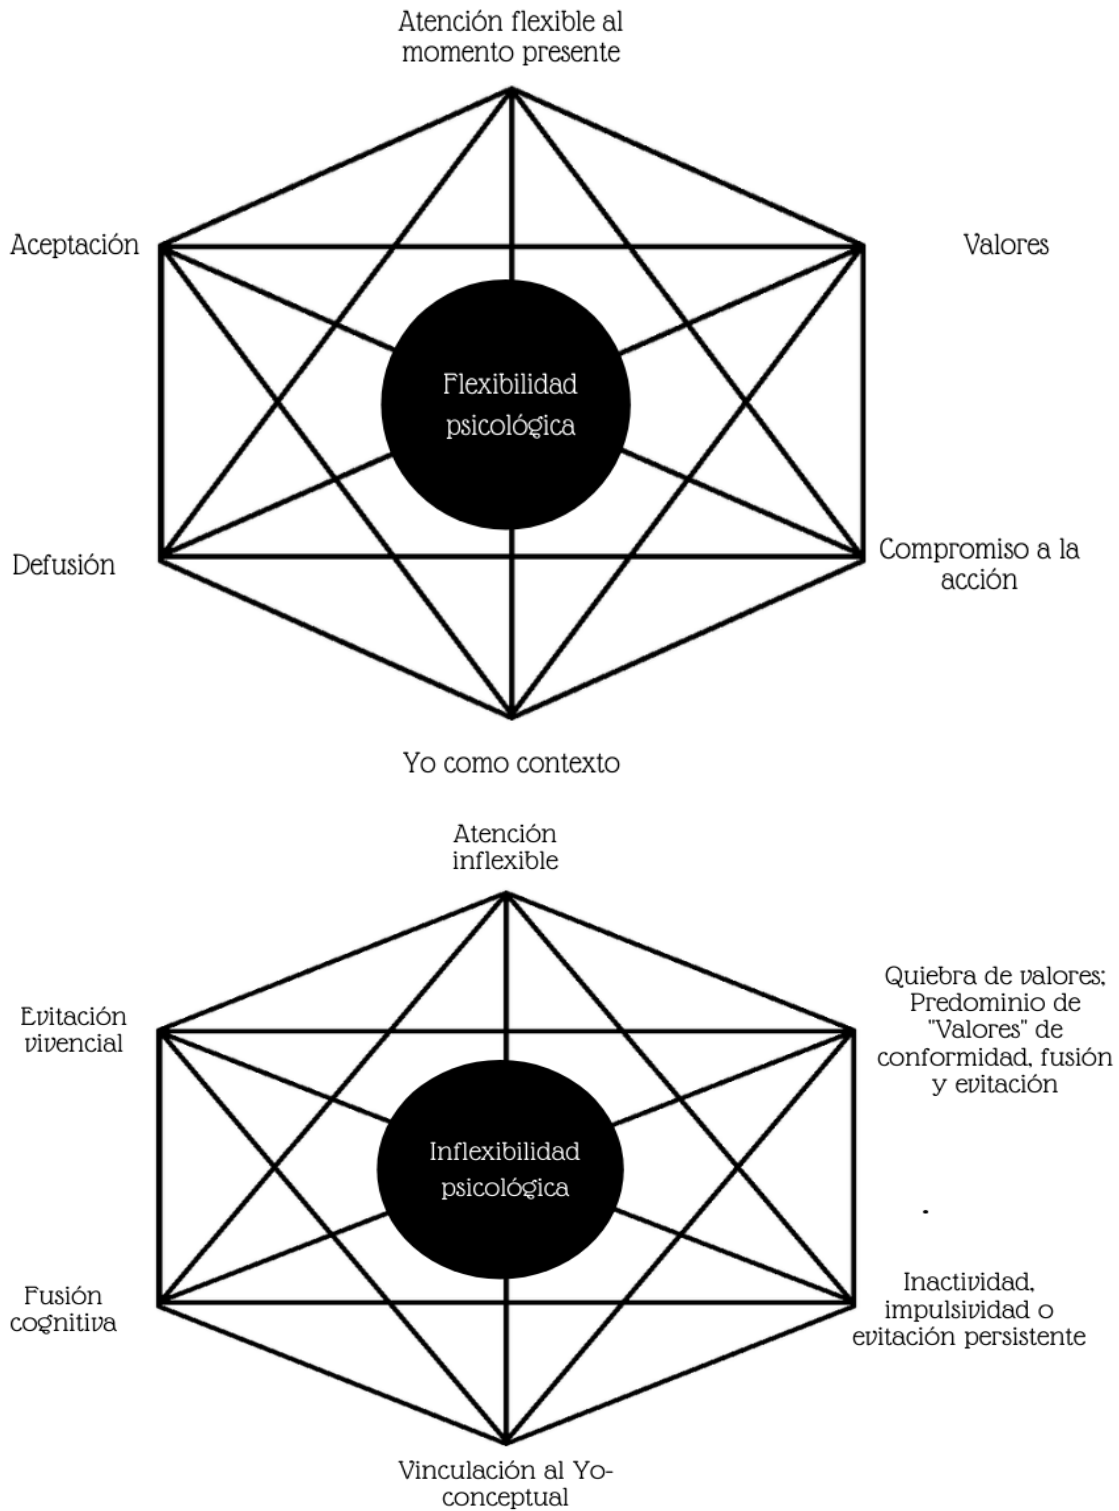 Atención flexible al
momento presente
Aceptación
Valores
Flexibilidad
psicológica
Defusión
Compromiso a la
acción
Yo como contexto
Atención
inflexible
Evitación
vivencial
Quiebra de valores;
Predominio de
"Valores" de
conformidad, fusión
y evitación
Inflexibilidad
psicológica
Fusión
cognitiva
Inactividad,
impulsividad o
evitación persistente
Vinculación al Yo-
conceptual